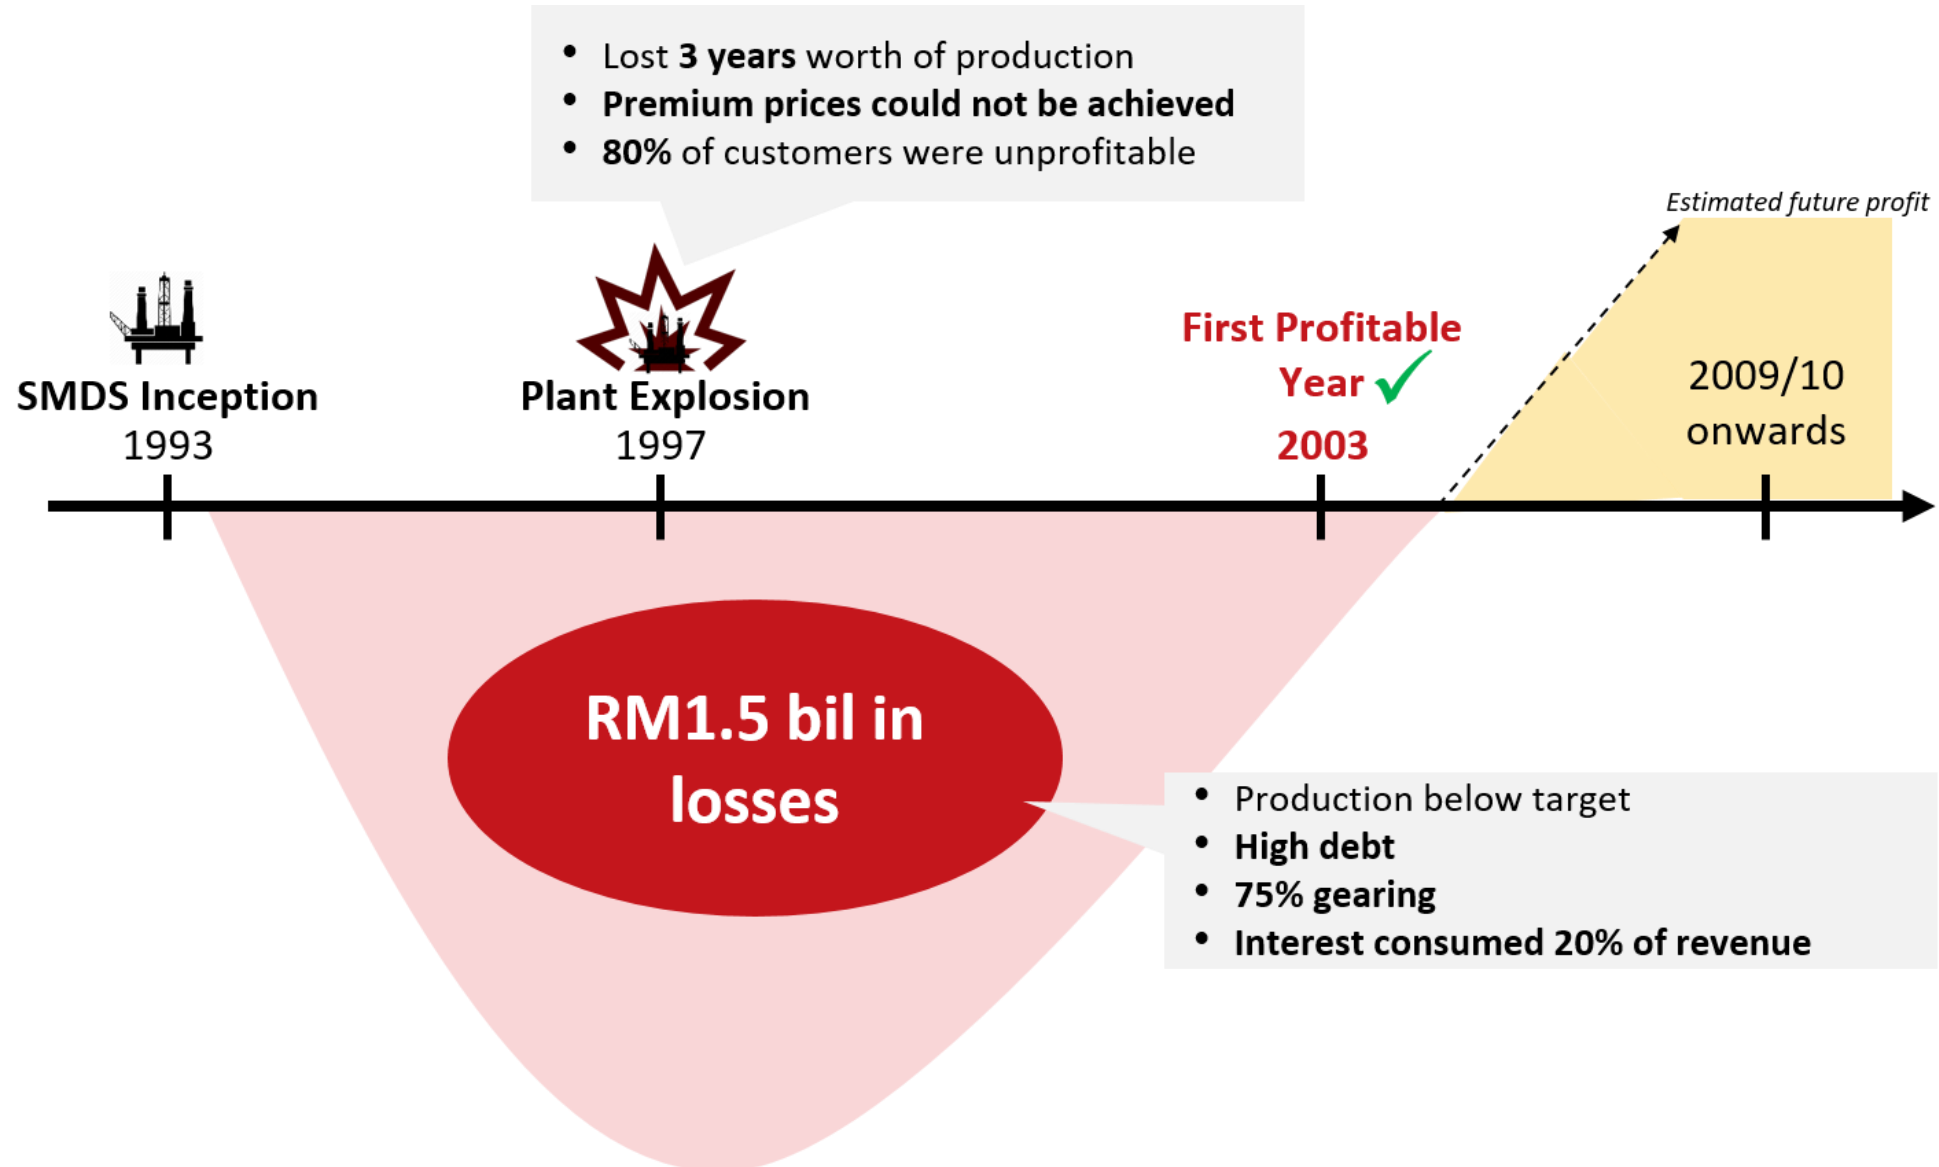 • Lost 3 years worth of production
• Premium prices could not be achieved
• 80% of customers were unprofitable
Estimated future profit
SMDS Inception
1993
Plant Explosion
1997
First Profitable
Year
2003
2009/10
onwards
RM1.5 bil in
losses
• Production below target
• High debt
• 75% gearing
• Interest consumed 20% of revenue